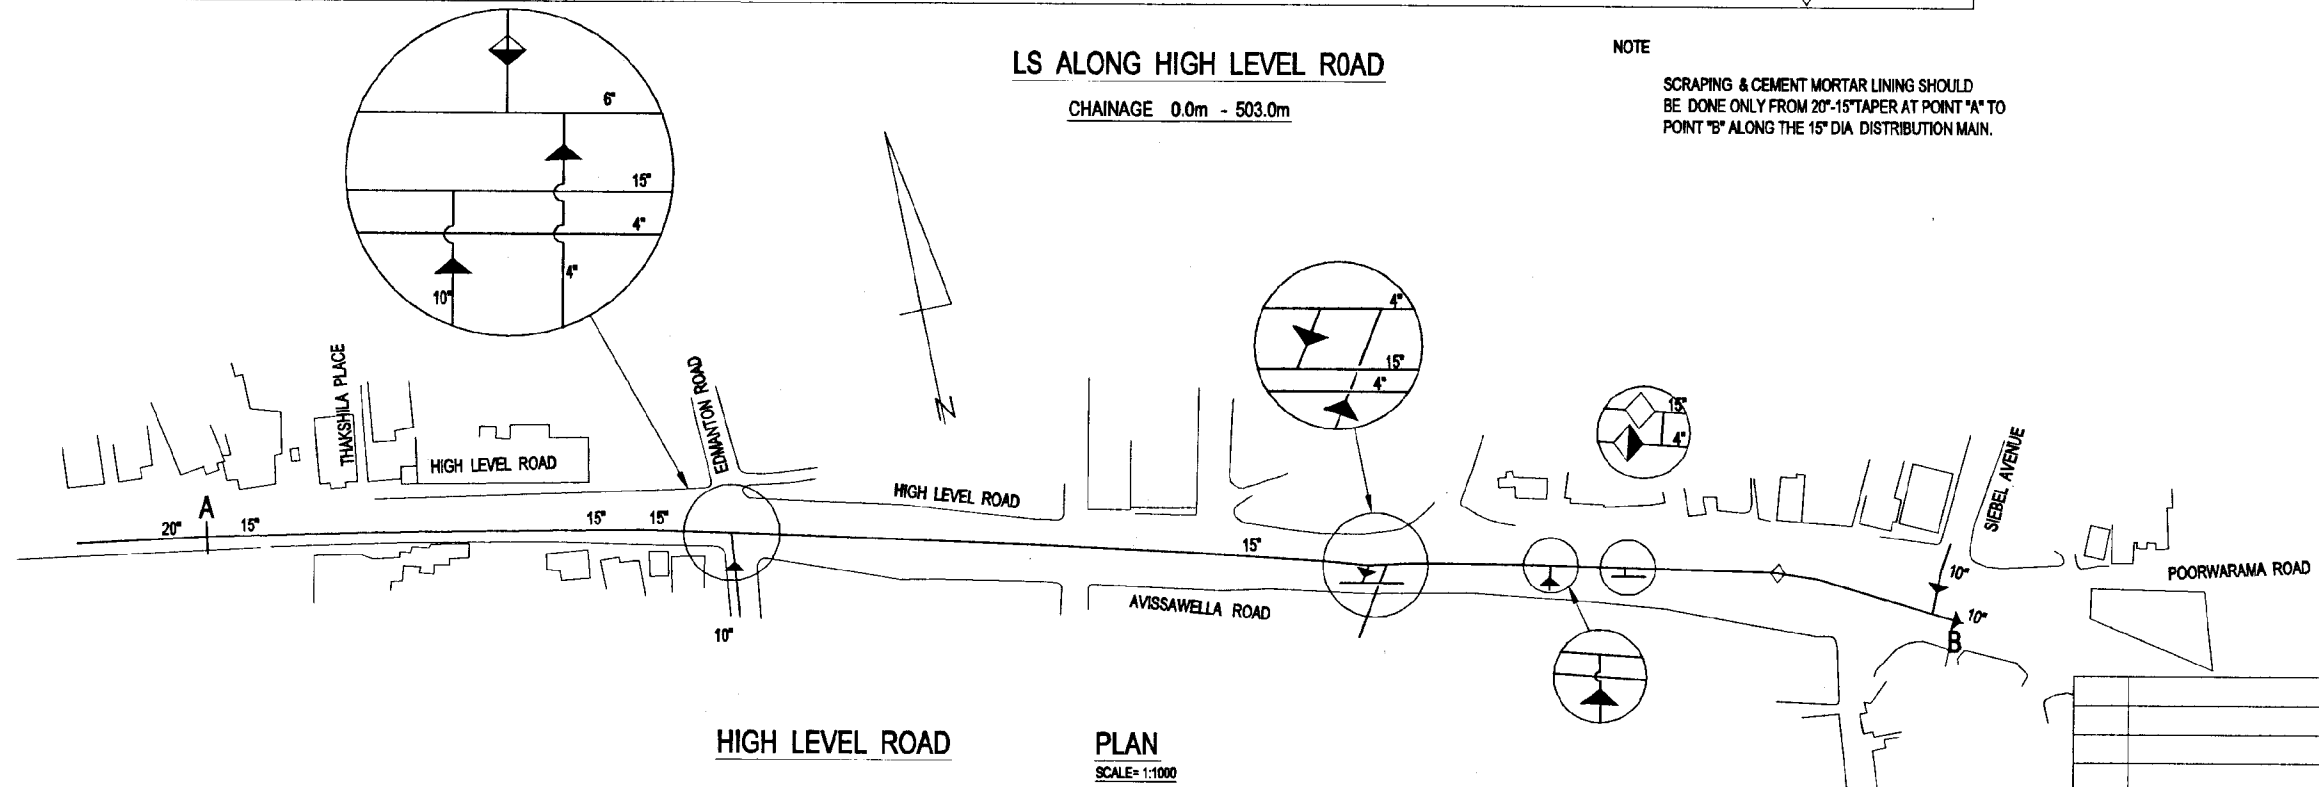 LS ALONG HIGH LEVEL ROAD
CHAINAGE 0.0m - 503.0m
NOTE
SCRAPING & CEMENT MORTAR LINING SHOULD
BE DONE ONLY FROM 20"-15"TAPER AT POINT "A" TO
POINT "B" ALONG THE 15" DIA DISTRIBUTION MAIN.
6"
15"
4"
4"
10"
N
4"
15"
4"
15"
4"
THAKSHILA PLACE
HIGH LEVEL ROAD
EDMANTON ROAD
HIGH LEVEL ROAD
SIEBEL AVENUE
A
20"
15"
15"
15"
15"
10"
AVISSAWELLA ROAD
10"
10"
B
POORWARAMA ROAD
10"
HIGH LEVEL ROAD
PLAN
SCALE= 1:1000